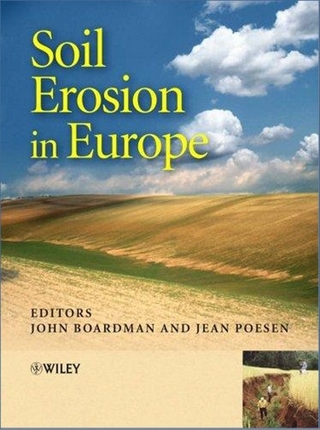 Soil
Erosion
in Europe
EDITORS
JOHN BOARDMAN AND JEAN POESEN
WILEY